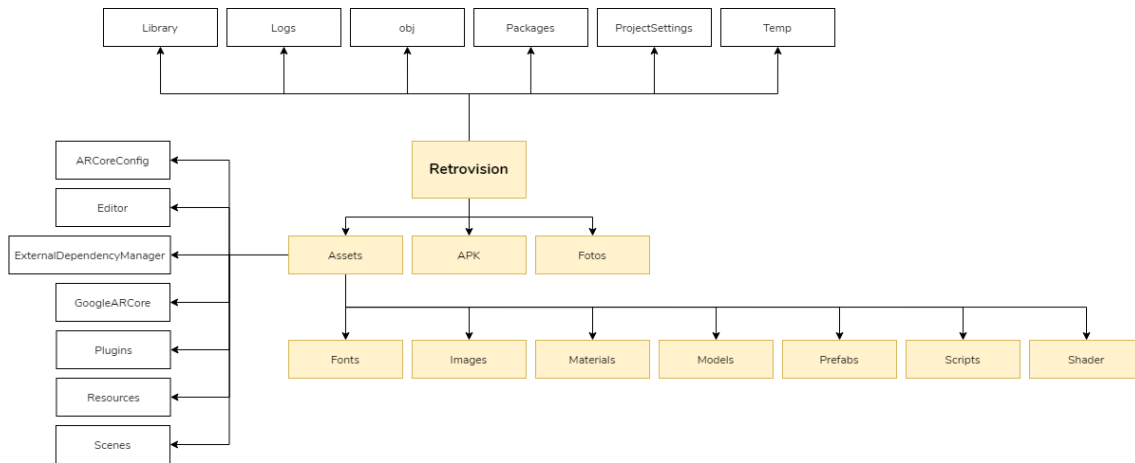 Library
Logs
obj
Packages
ProjectSettings
Temp
Retrovision
ARCoreConfig
Editor
ExternalDependencyManager
GoogleARCore
Plugins
Resources
Scenes
Assets
APK
Fotos
Fonts
Images
Materials
Models
Prefabs
Scripts
Shader